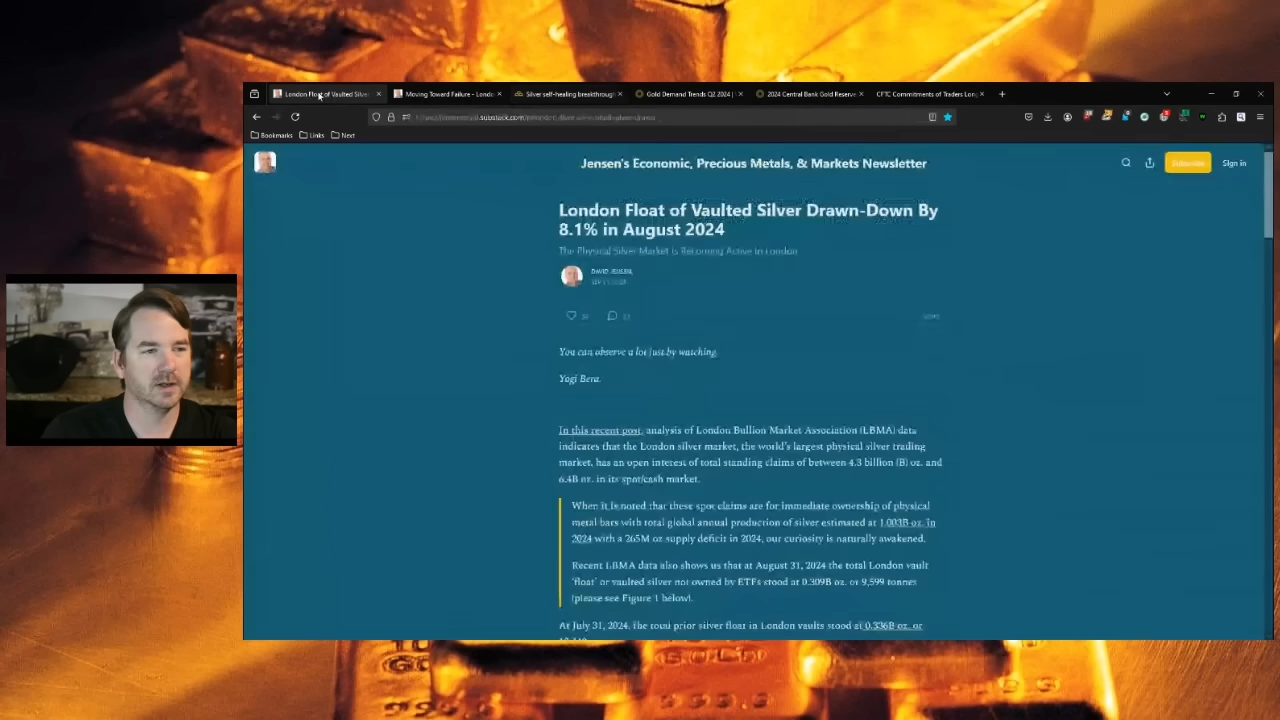 London Float of Vaulted Silver
Moving Toward Failure - Londo
Silver self-healing breakthrough
Gold Demand Trends Q2 2024 |
2024 Central Bank Gold Reserve
CFTC Commitments of Traders Lon
substack.com
Bookmarks
Links
Next
Jensen's Economic, Precious Metals, & Markets Newsletter
Subscribe
Sign in
London Float of Vaulted Silver Drawn-Down By
8.1% in August 2024
The Physical Silver Market is Becoming Active In London
DAVID JENSEN
You can observe a lot just by watching.
Yogi Bera.
In this recent post, analysis of London Bullion Market Association (LBMA) data
indicates that the London silver market, the world's largest physical silver trading
market, has an open interest of total standing claims of between 4.3 billion (B) oz. and
6.4B oz. in its spot/cash market.
When it is noted that these spot claims are for immediate ownership of physical
metal bars with total global annual production of silver estimated at 1.003B oz. in
2024 with a 265M oz supply deficit in 2024, our curiosity is naturally awakened.
Recent LBMA data also shows us that at August 31, 2024 the total London vault
'float' or vaulted silver not owned by ETFs stood at 0.309B oz. or 9,599 tonnes
(please see Figure 1 below).
At July 31, 2024, the total prior silver float in London vaults stood at 0.336B oz. or
GOLD
999.9